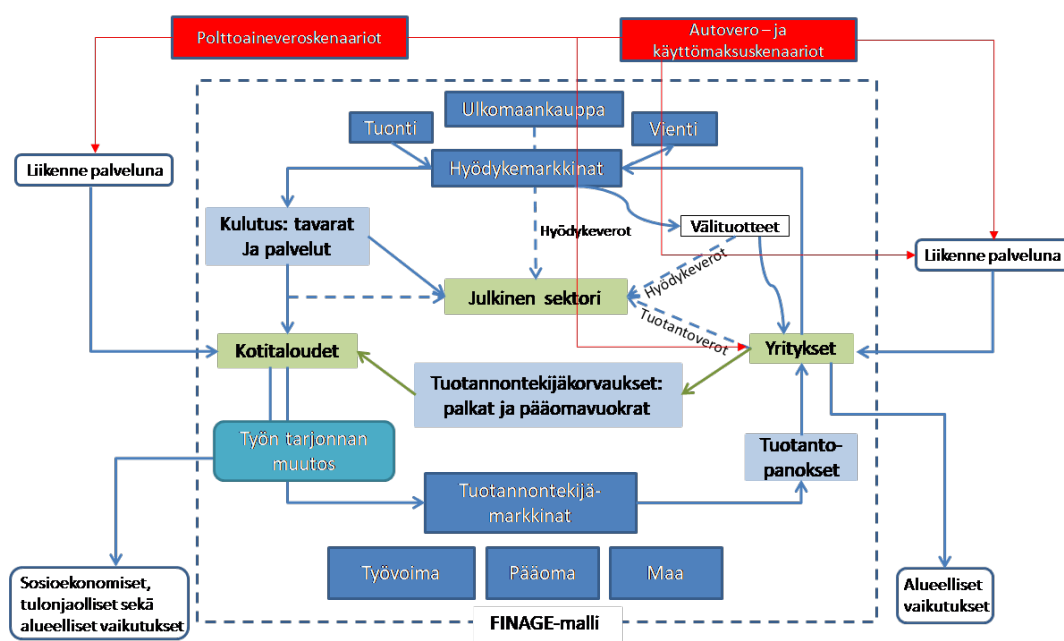 Polttoaineveroskenaariot
Autovero – ja
käyttömaksuskenaariot
Ulkomaankauppa
Tuonti
Vienti
Hyödykemarkkinat
Liikenne palveluna
Kulutus: tavarat
Ja palvelut
Hyödykeverot
Välituotteet
Liikenne palveluna
Hyödykeverot
Julkinen sektori
Tuotantoverot
Kotitaloudet
Yritykset
Tuotannontekijäkorvaukset:
palkat ja pääomavuokrat
Työn tarjonnan
muutos
Tuotanto-
panokset
Tuotannontekijä-
markkinat
Työvoima
Pääoma
Maa
Sosioekonomiset,
tulonjaolliset sekä
alueelliset vaikutukset
Alueelliset
vaikutukset
FINAGE-malli